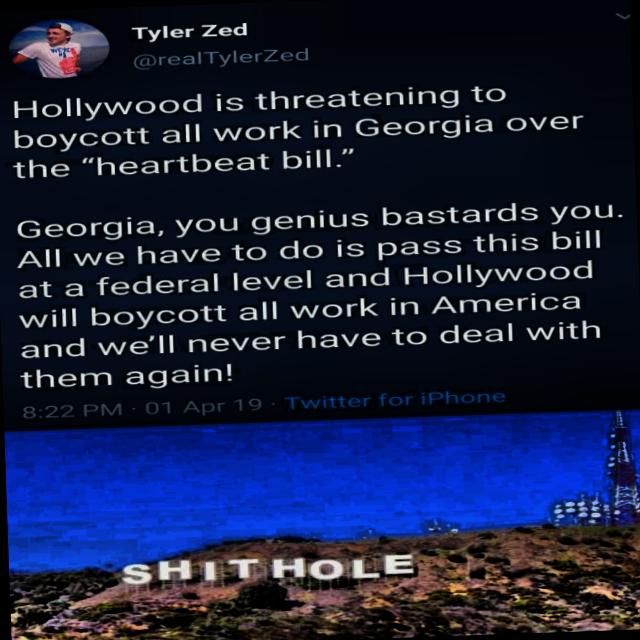 Tyler Zed
@realTylerZed
Hollywood is threatening to
boycott all work in Georgia over
the “heartbeat bill.”
Georgia, you genius bastards you.
All we have to do is pass this bill
at a federal level and Hollywood
will boycott all work in America
and we’ll never have to deal with
them again!
8:22 PM · 01 Apr 19 · Twitter for iPhone
SHITHOLE